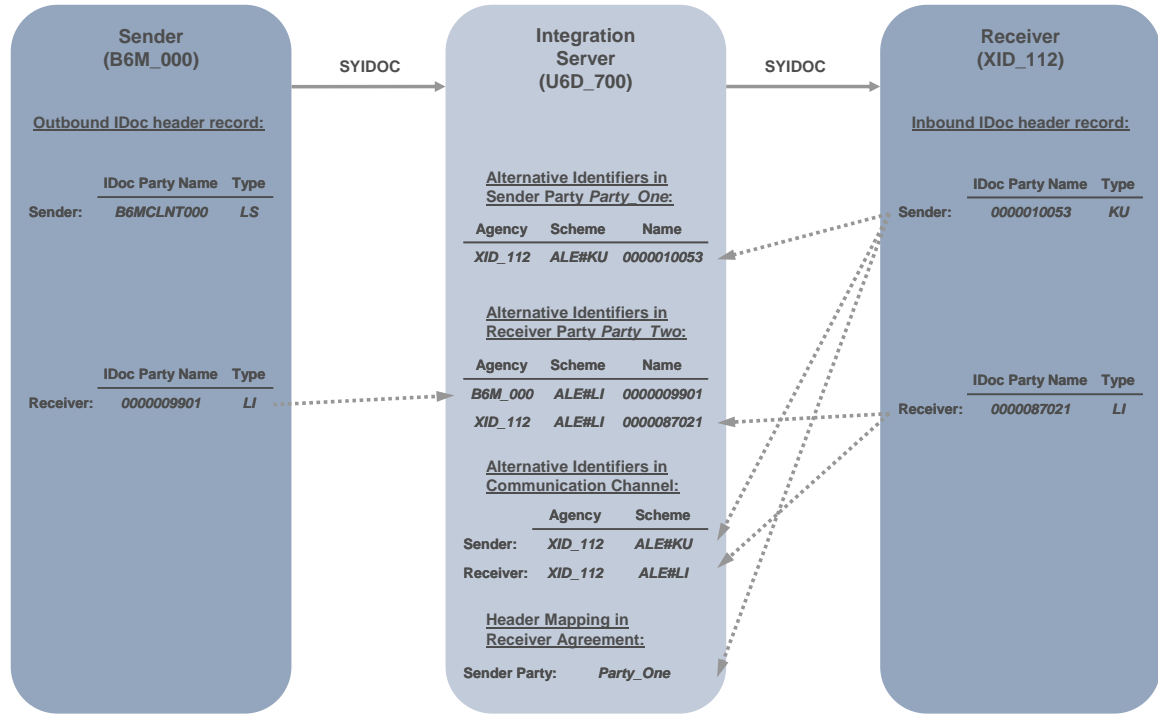 Sender
(B6M_000)
Outbound IDoc header record:
IDoc Party Name Type
Sender: B6MCLNT000 LS
IDoc Party Name Type
Receiver: 0000009901 LI
SYIDOC
Integration
Server
(U6D_700)
Alternative Identifiers in
Sender Party Party_One:
Agency Scheme Name
XID_112 ALE#KU 0000010053
Alternative Identifiers in
Receiver Party Party_Two:
Agency Scheme Name
B6M_000 ALE#LI 0000009901
XID_112 ALE#LI 0000087021
Alternative Identifiers in
Communication Channel:
Agency Scheme
Sender: XID_112 ALE#KU
Receiver: XID_112 ALE#LI
Header Mapping in
Receiver Agreement:
Sender Party: Party_One
SYIDOC
Receiver
(XID_112)
Inbound IDoc header record:
IDoc Party Name Type
Sender: 0000010053 KU
IDoc Party Name Type
Receiver: 0000087021 LI